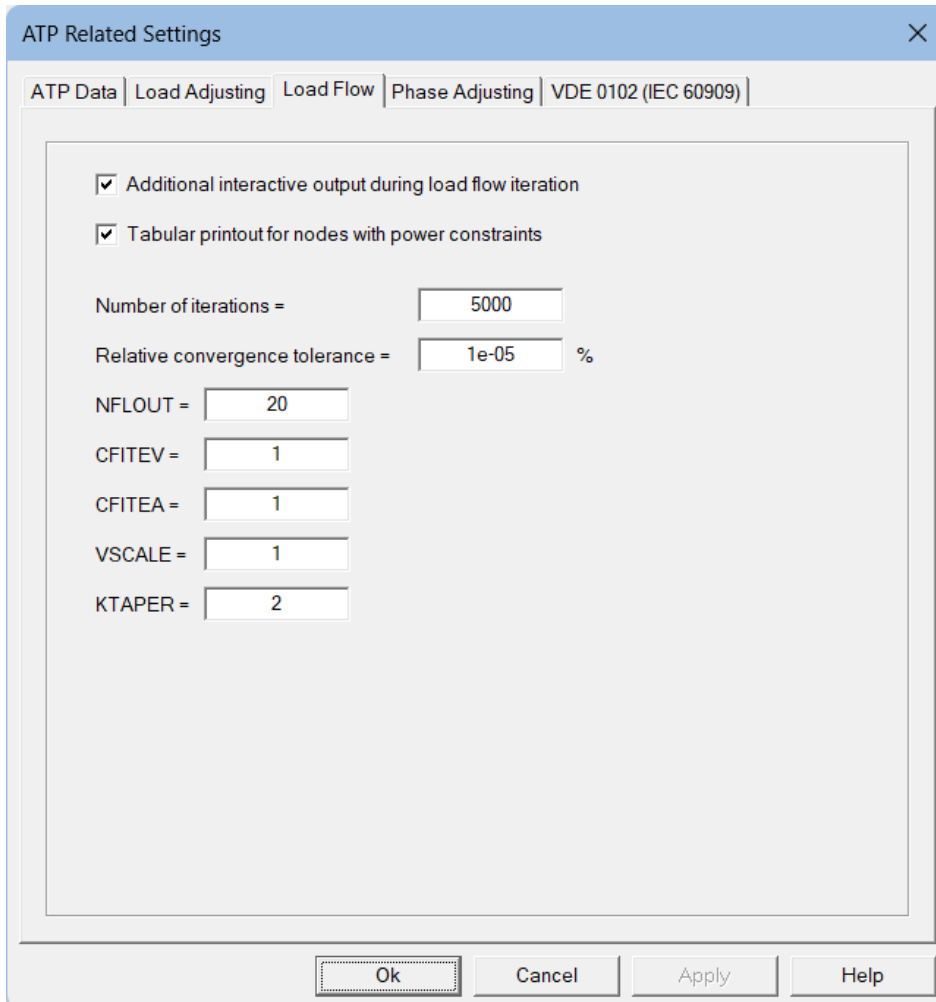 ATP Related Settings
ATP Data Load Adjusting Load Flow Phase Adjusting VDE 0102 (IEC 60909)
Additional interactive output during load flow iteration
Tabular printout for nodes with power constraints
Number of iterations = 5000
Relative convergence tolerance = 1e-05 %
NFLOUT = 20
CFITEV = 1
CFITEA = 1
VSCALE = 1
KTAPER = 2
Ok Cancel Apply Help